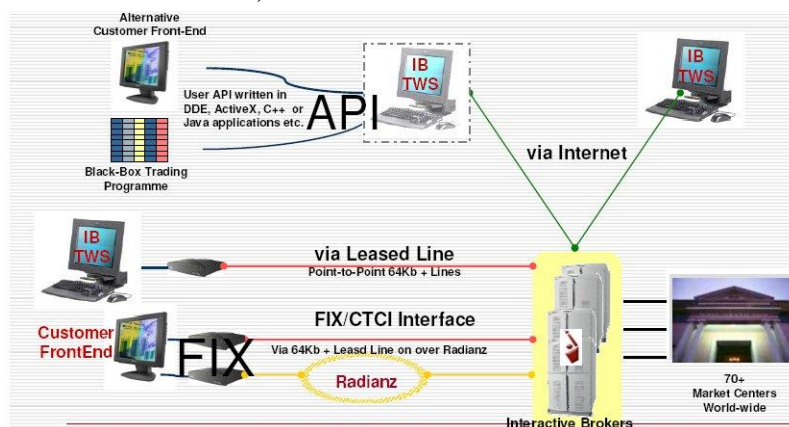 Alternative
Customer Front-End
User API written in
DDE, ActiveX, C++ or
Java applications etc.
API
IB
TWS
IB
TWS
Black-Box Trading
Programme
via Internet
IB
TWS
via Leased Line
Point-to-Point 64Kb + Lines
Customer
FrontEnd
FIX
FIX/CTCI Interface
Via 64Kb + Leasd Line on over Radianz
Radianz
Interactive Brokers
70+
Market Centers
World-wide